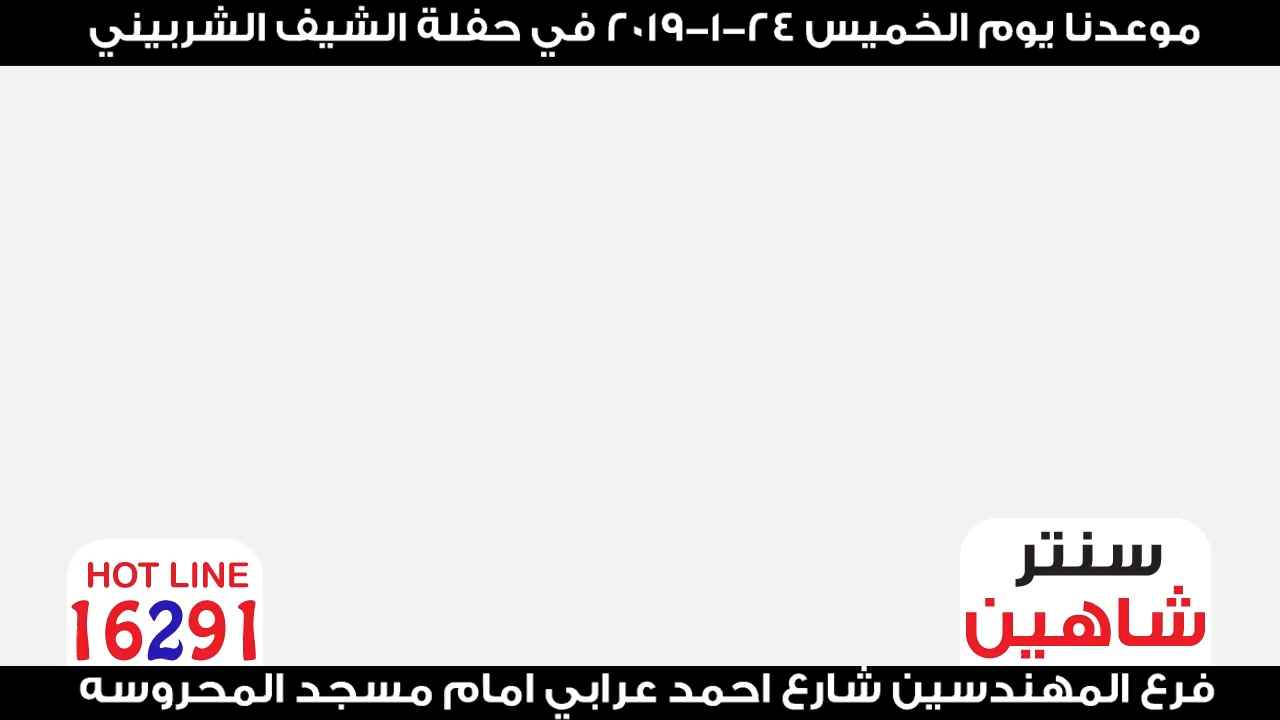 موعدنا يوم الخميس ٢٤-١-٢٠١٩ في حفلة الشيف الشربيني
سنتر
شاهين
HOT LINE
16291
فرع المهندسين شارع احمد عرابي امام مسجد المحروسه